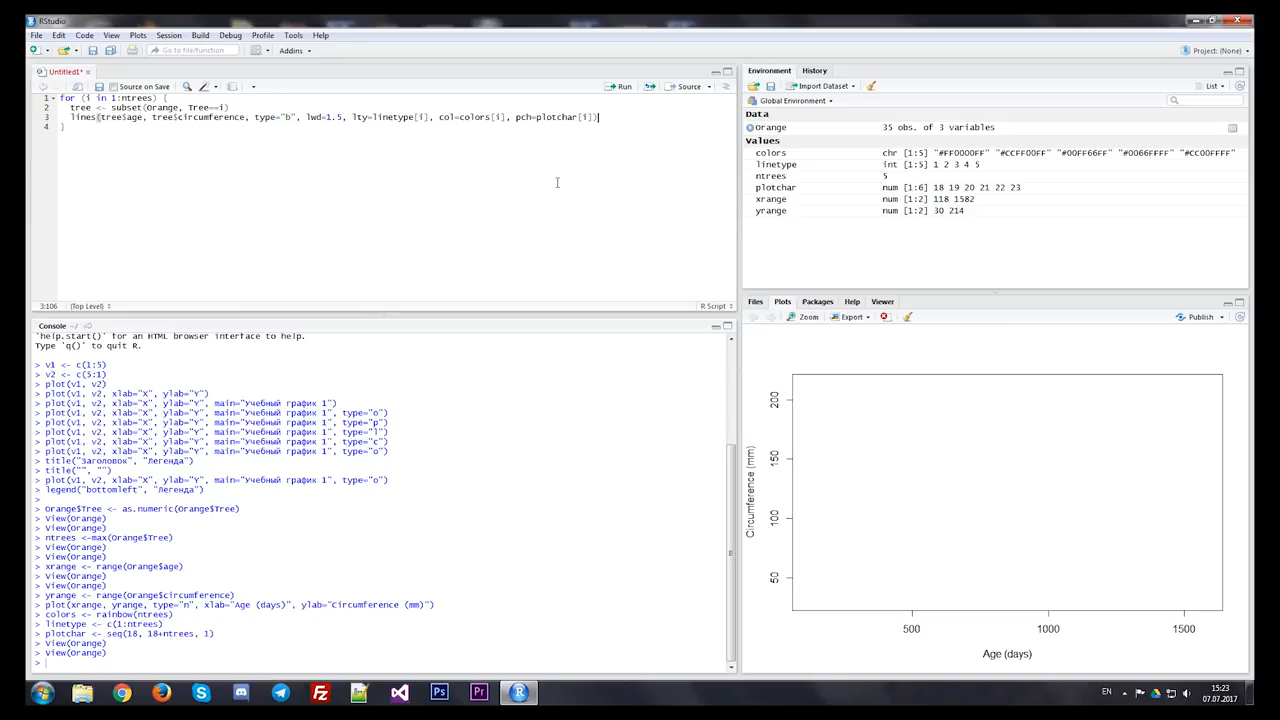 RStudio
File Edit Code View Plots Session Build Debug Profile Tools Help
Go to file/function Addins Project: (None)
Untitled1*
Source on Save Run Source
1 for (i in 1:ntrees) {
2 tree <- subset(Orange, Tree==i)
3 lines(tree$age, tree$circumference, type="b", lwd=1.5, lty=linetype[i], col=colors[i], pch=plotchar[i])
4 }
3:106 (Top Level) R Script
Console ~/
'help.start()' for an HTML browser interface to help.
Type 'q()' to quit R.
> v1 <- c(1:5)
> v2 <- c(5:1)
> plot(v1, v2)
> plot(v1, v2, xlab="X", ylab="Y")
> plot(v1, v2, xlab="X", ylab="Y", main="Учебный график 1")
> plot(v1, v2, xlab="X", ylab="Y", main="Учебный график 1", type="o")
> plot(v1, v2, xlab="X", ylab="Y", main="Учебный график 1", type="p")
> plot(v1, v2, xlab="X", ylab="Y", main="Учебный график 1", type="l")
> plot(v1, v2, xlab="X", ylab="Y", main="Учебный график 1", type="c")
> plot(v1, v2, xlab="X", ylab="Y", main="Учебный график 1", type="o")
> title("Заголовок", "Легенда")
> title("", "")
> plot(v1, v2, xlab="X", ylab="Y", main="Учебный график 1", type="o")
> legend("bottomleft", "Легенда")
>
> Orange$Tree <- as.numeric(Orange$Tree)
> View(Orange)
> View(Orange)
> ntrees <-max(Orange$Tree)
> View(Orange)
> View(Orange)
> xrange <- range(Orange$age)
> View(Orange)
> View(Orange)
> yrange <- range(Orange$circumference)
> plot(xrange, yrange, type="n", xlab="Age (days)", ylab="Circumference (mm)")
> colors <- rainbow(ntrees)
> linetype <- c(1:ntrees)
> plotchar <- seq(18, 18+ntrees, 1)
> View(Orange)
> View(Orange)
>
Environment History
Import Dataset List
Global Environment
Data
Orange 35 obs. of 3 variables
Values
colors chr [1:5] "#FF0000FF" "#CCFF00FF" "#00FF66FF" "#0066FFFF" "#CC00FFFF"
linetype int [1:5] 1 2 3 4 5
ntrees 5
plotchar num [1:6] 18 19 20 21 22 23
xrange num [1:2] 118 1582
yrange num [1:2] 30 214
Files Plots Packages Help Viewer
Zoom Export Publish
Circumference (mm)
200
150
100
50
500 1000 1500
Age (days)
Fz Ps Pr R
EN
15:23
07.07.2017